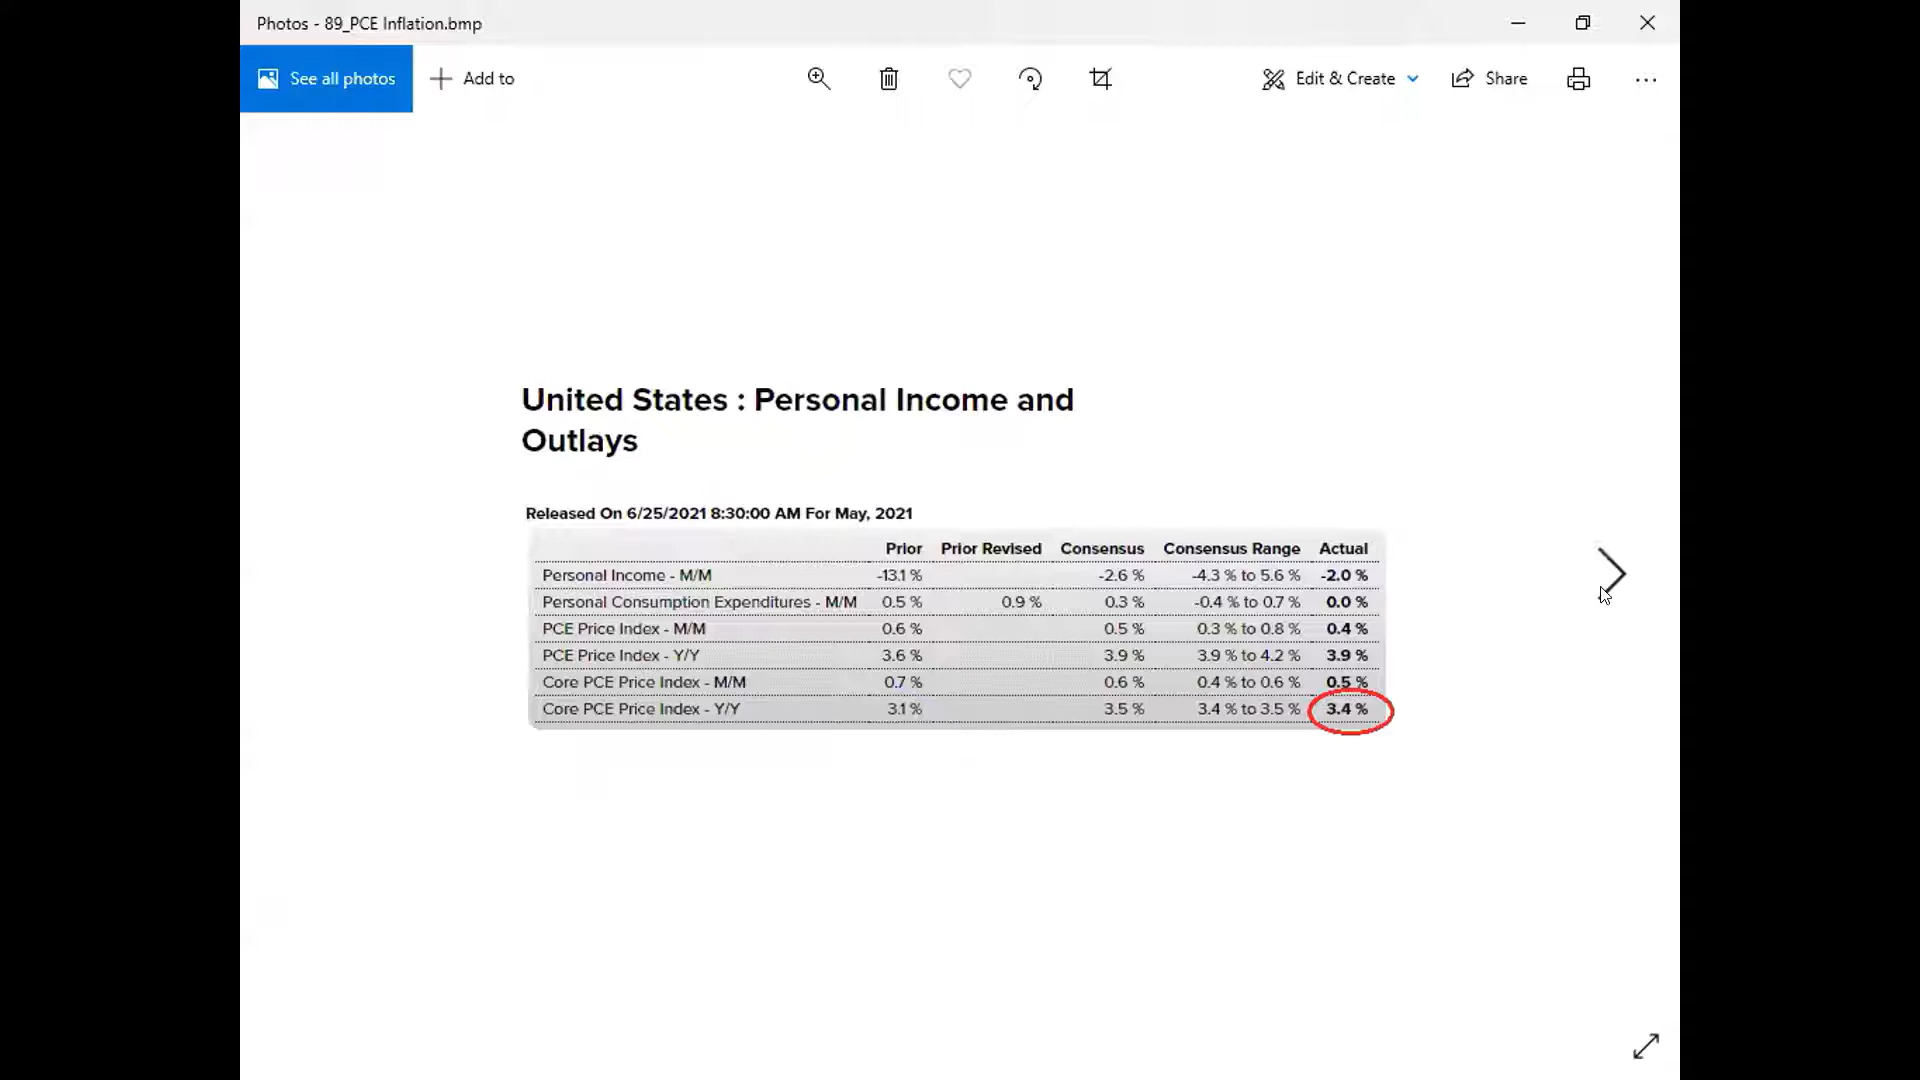 Photos - 89_PCE Inflation.bmp
See all photos Add to Edit & Create Share
United States : Personal Income and
Outlays
Released On 6/25/2021 8:30:00 AM For May, 2021
Prior Prior Revised Consensus Consensus Range Actual
Personal Income - M/M -13.1 % -2.6 % -4.3 % to 5.6 % -2.0 %
Personal Consumption Expenditures - M/M 0.5 % 0.9 % 0.3 % -0.4 % to 0.7 % 0.0 %
PCE Price Index - M/M 0.6 % 0.5 % 0.3 % to 0.8 % 0.4 %
PCE Price Index - Y/Y 3.6 % 3.9 % 3.9 % to 4.2 % 3.9 %
Core PCE Price Index - M/M 0.7 % 0.6 % 0.4 % to 0.6 % 0.5 %
Core PCE Price Index - Y/Y 3.1 % 3.5 % 3.4 % to 3.5 % 3.4 %